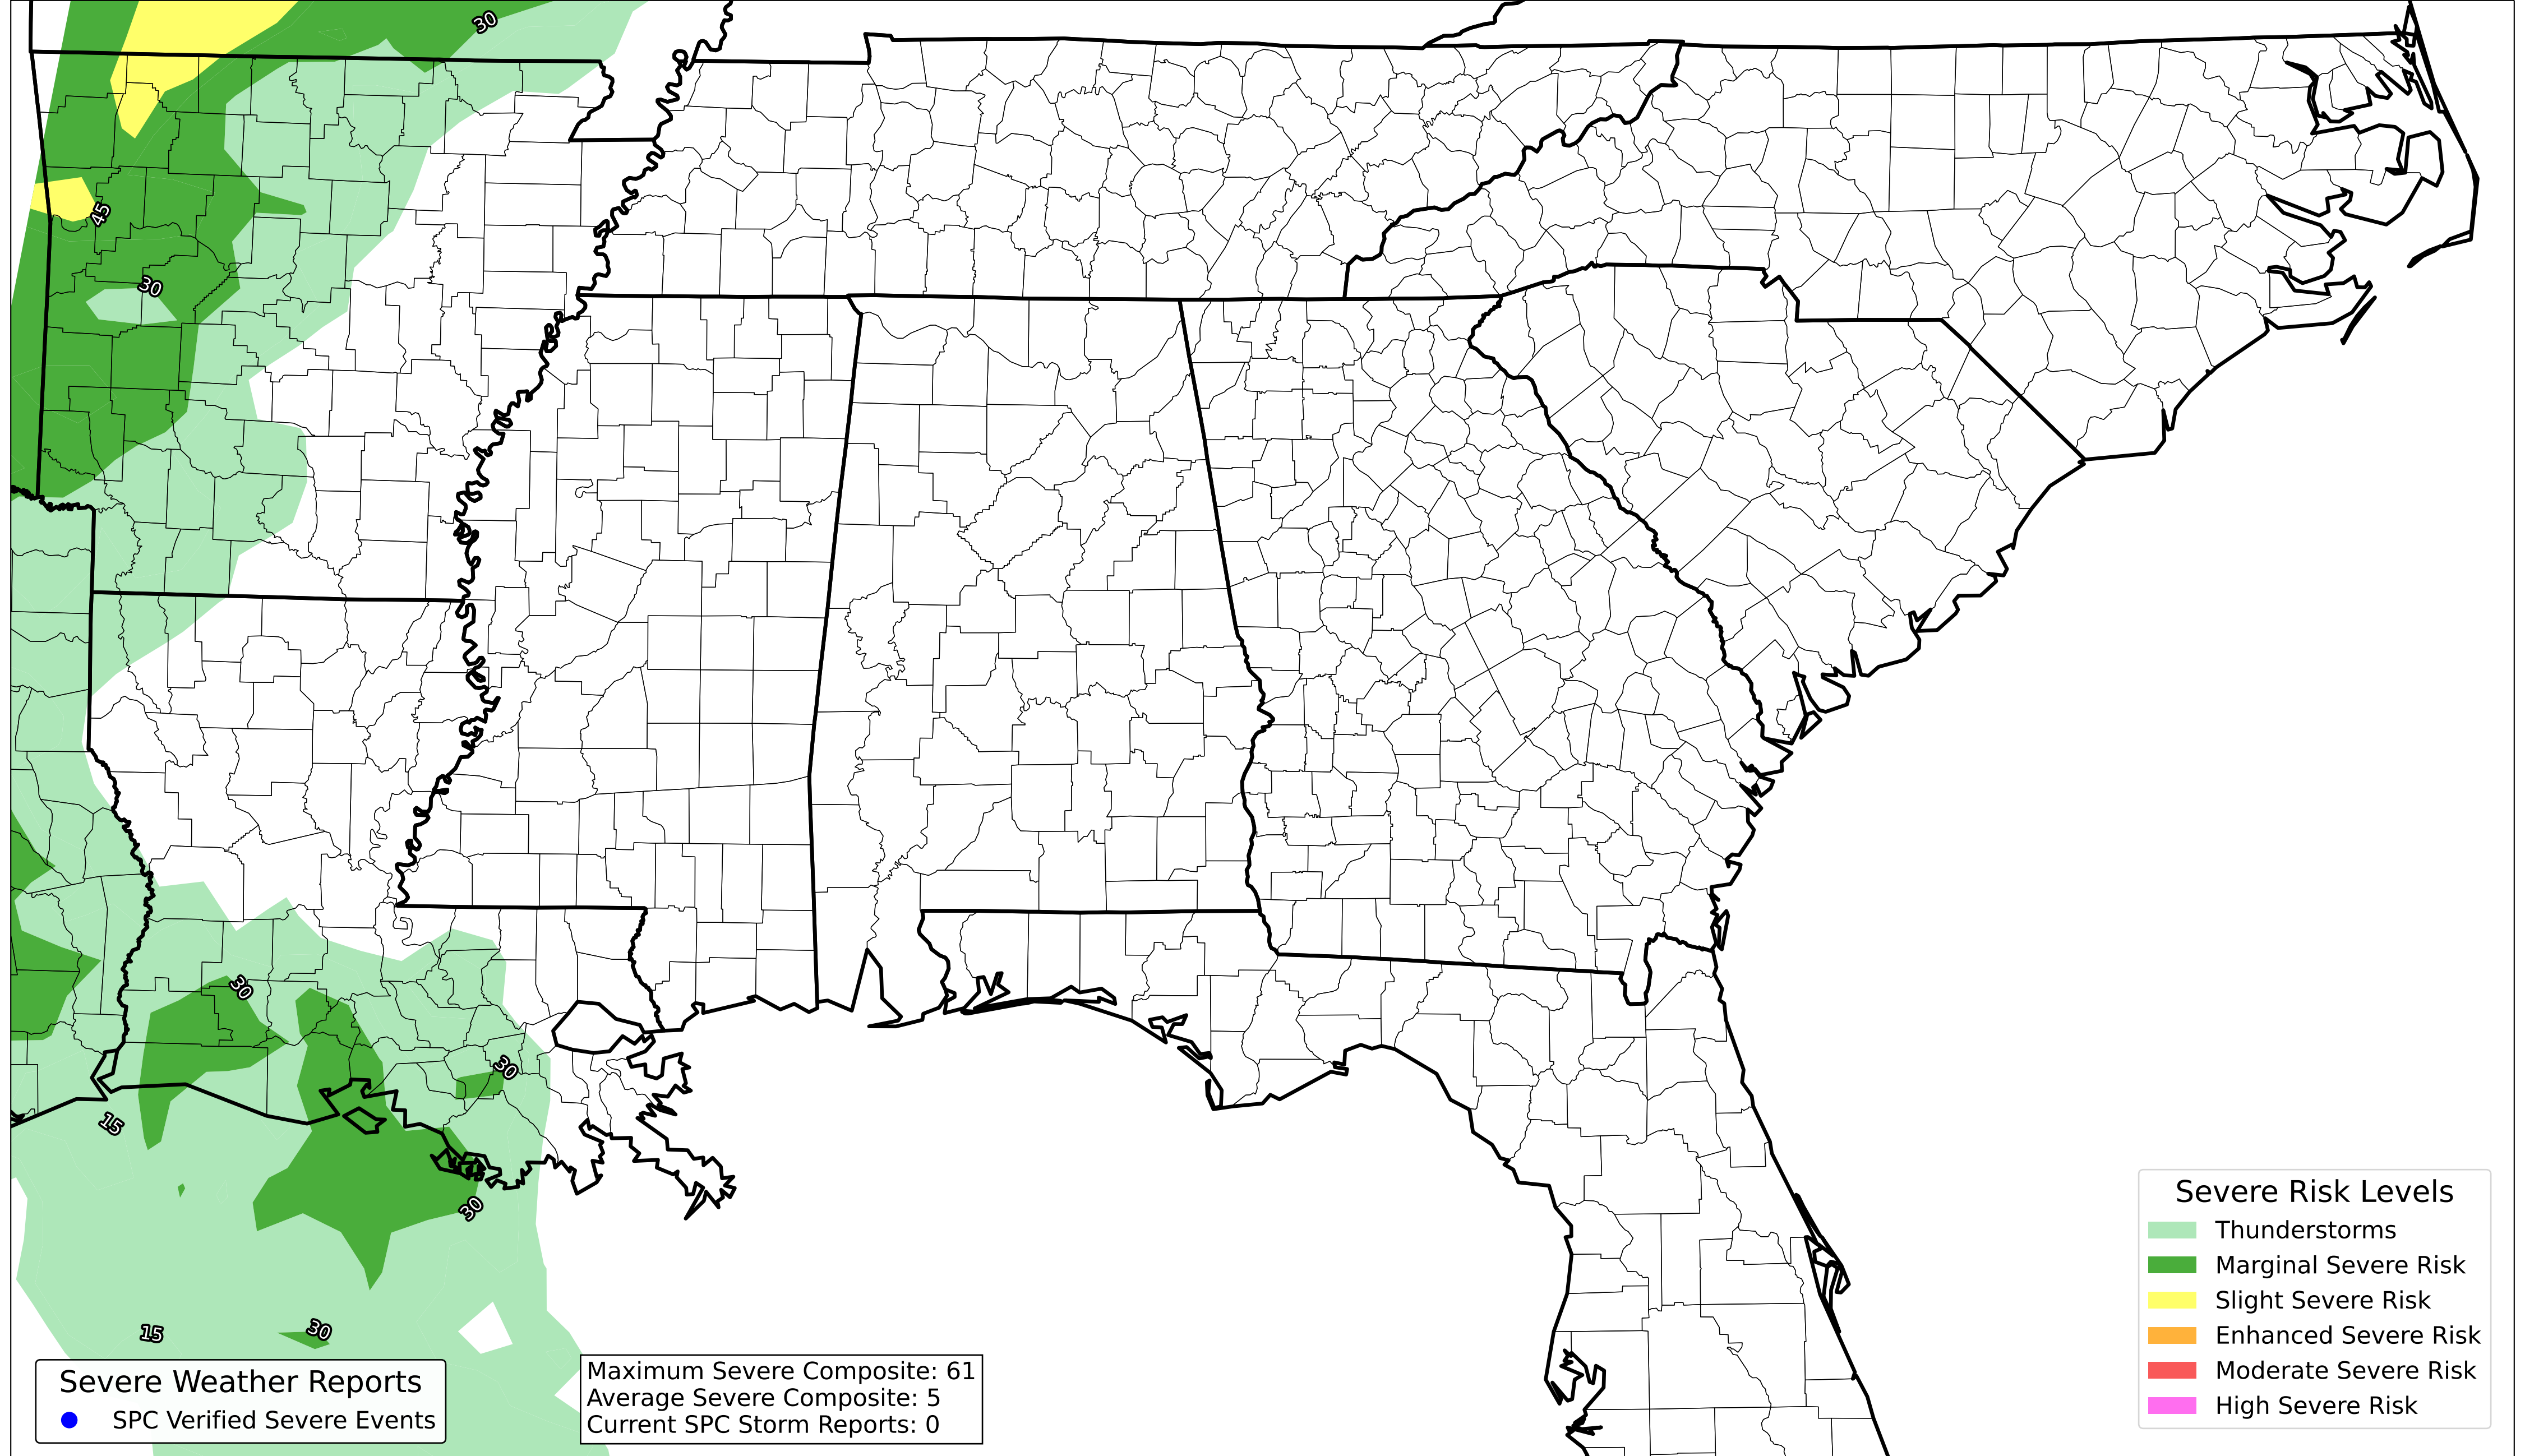 30
45
30
30
30
15
30
15
30
Severe Weather Reports
SPC Verified Severe Events
Maximum Severe Composite: 61
Average Severe Composite: 5
Current SPC Storm Reports: 0
Severe Risk Levels
Thunderstorms
Marginal Severe Risk
Slight Severe Risk
Enhanced Severe Risk
Moderate Severe Risk
High Severe Risk